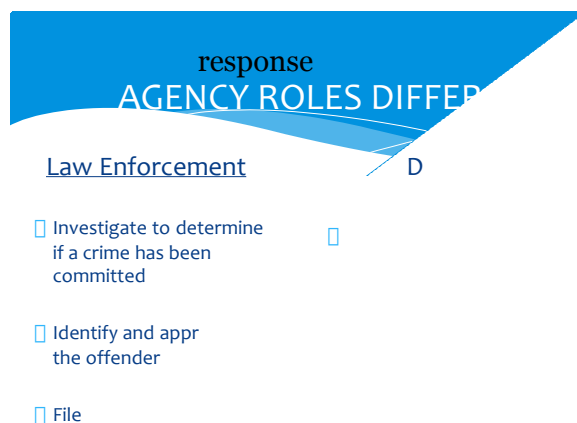 response
AGENCY ROLES DIFFER
Law Enforcement
D
Investigate to determine
if a crime has been
committed
Identify and appr
the offender
File